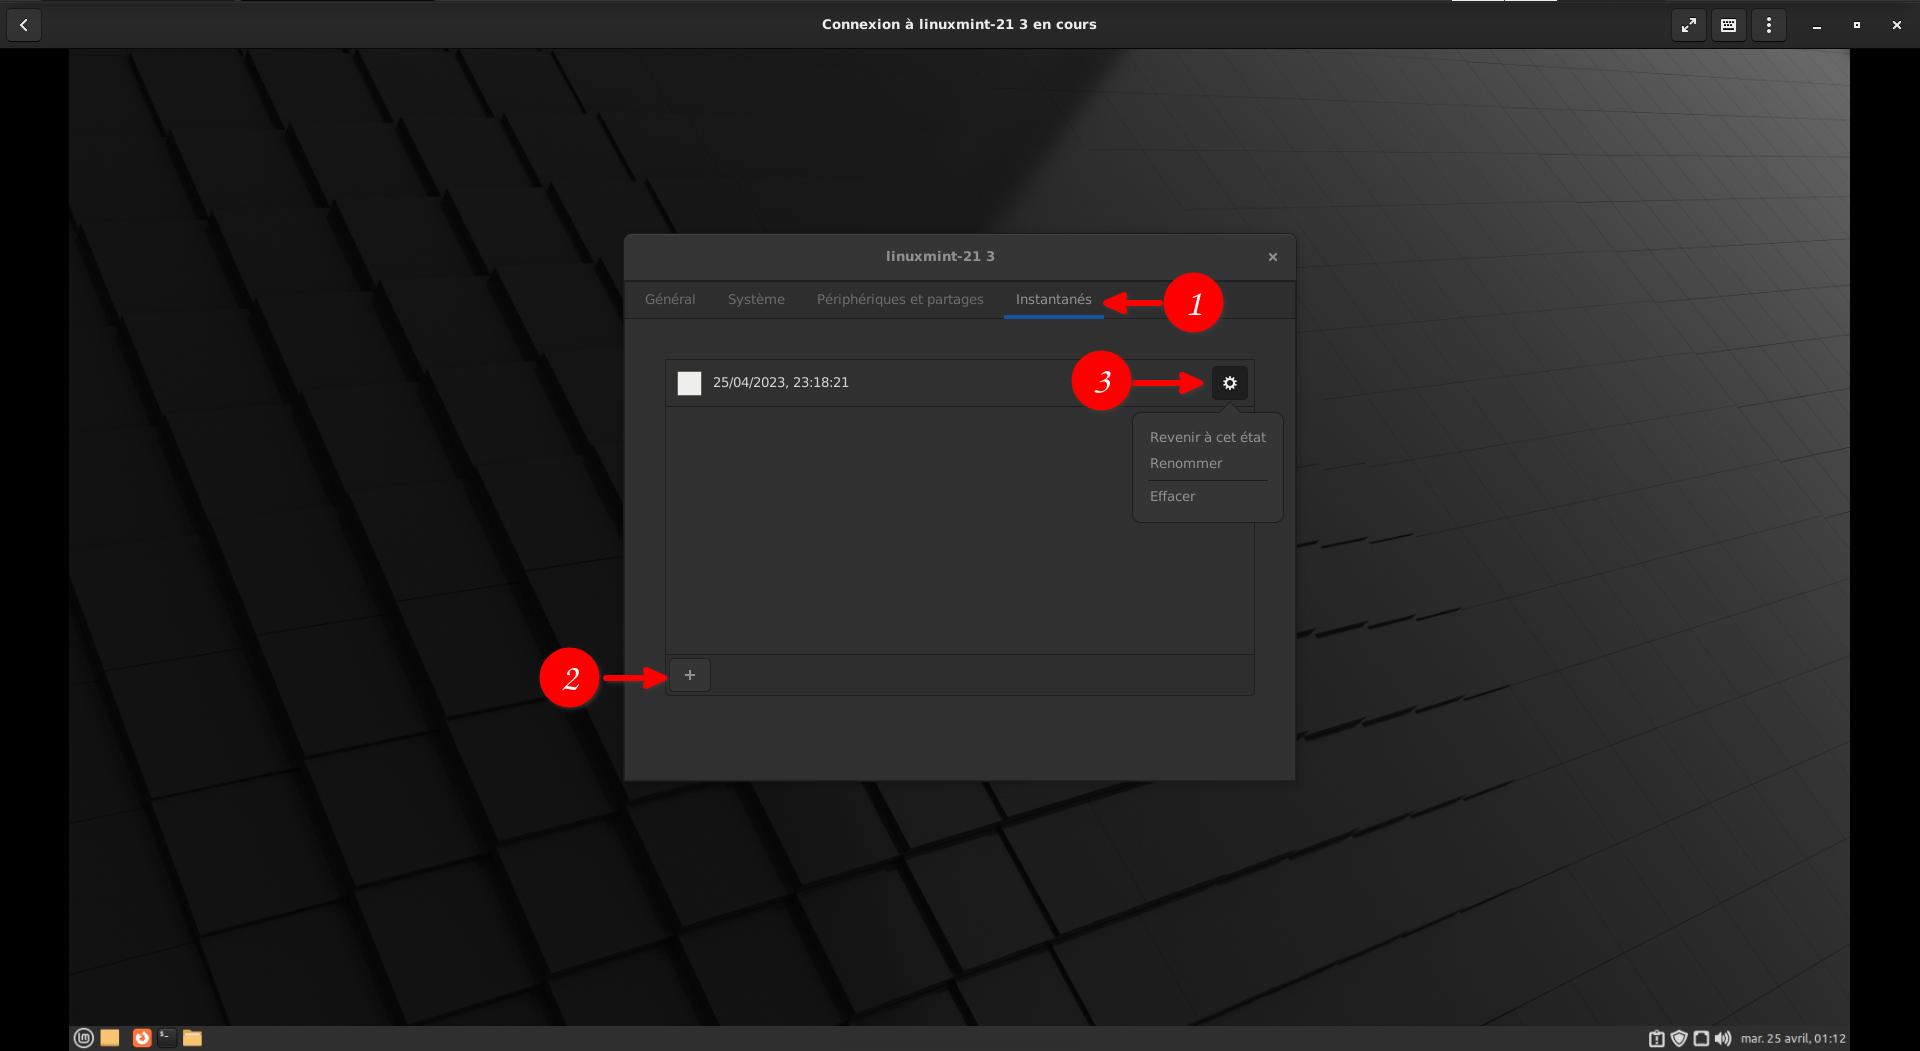 Connexion à linuxmint-21 3 en cours
linuxmint-21 3
Général Système Périphériques et partages Instantanés
1
25/04/2023, 23:18:21
3
Revenir à cet état
Renommer
Effacer
2
+
mar. 25 avril, 01:12